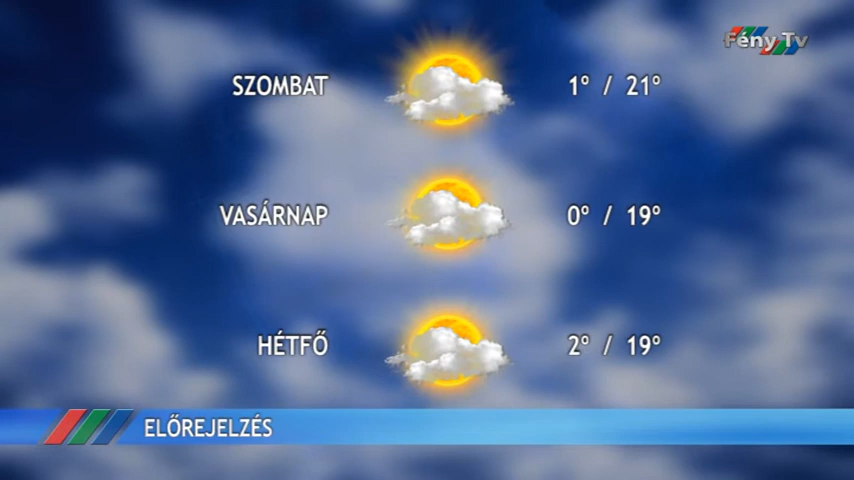 Fény Tv
SZOMBAT 1° / 21°
VASÁRNAP 0° / 19°
HÉTFŐ 2° / 19°
ELŐREJELZÉS